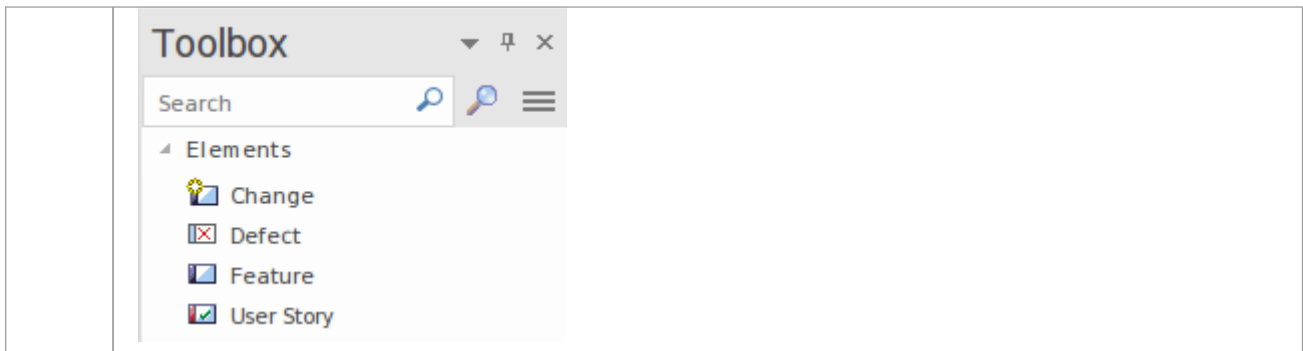 Toolbox
Search
Elements
Change
Defect
Feature
User Story